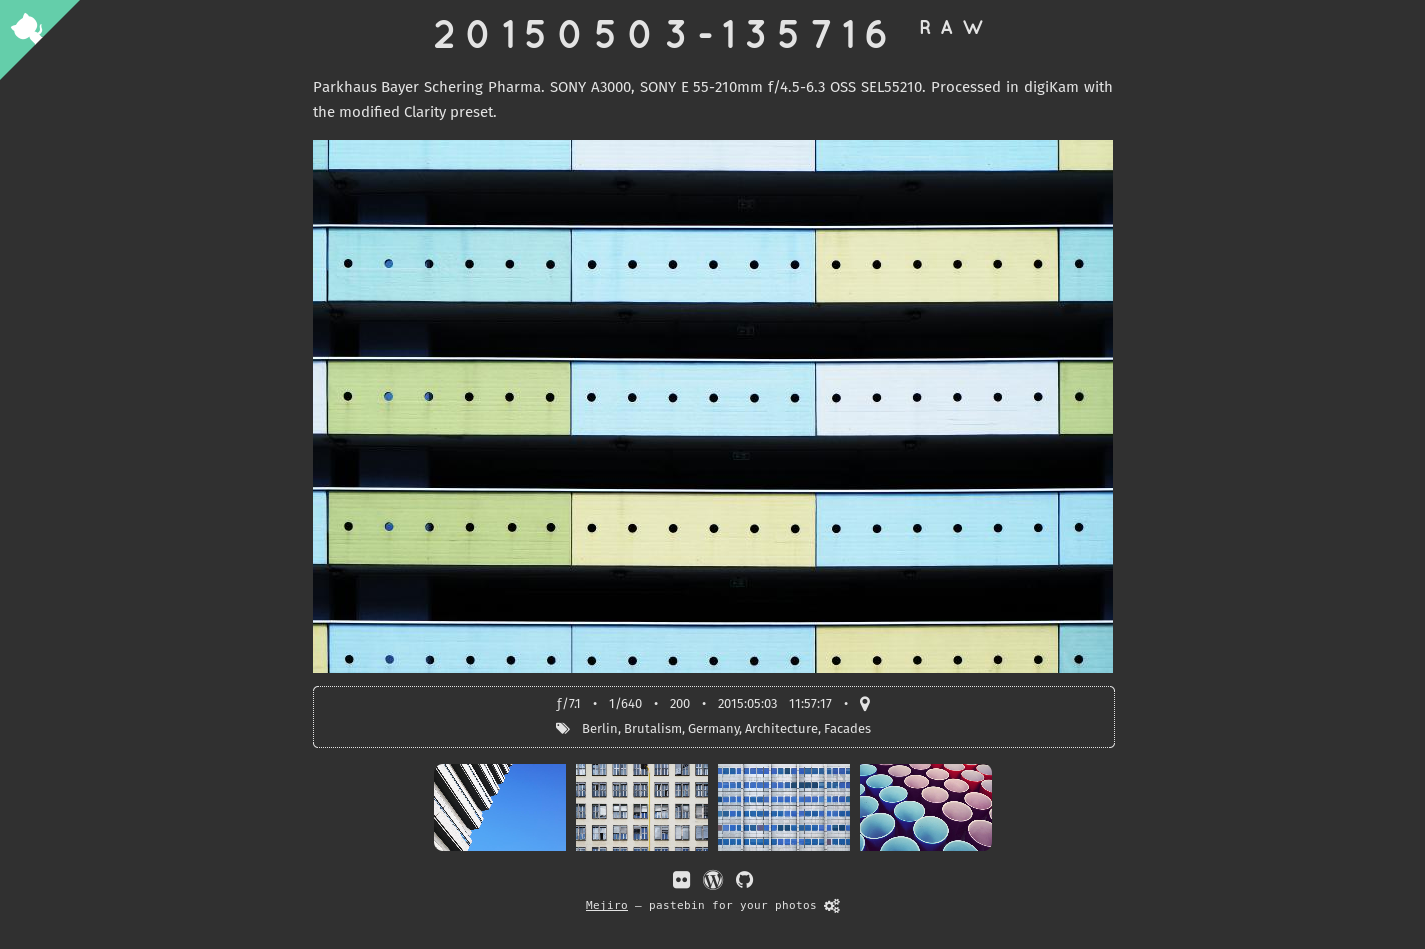 20150503-135716 RAW
Parkhaus Bayer Schering Pharma. SONY A3000, SONY E 55-210mm f/4.5-6.3 OSS SEL55210. Processed in digiKam with
the modified Clarity preset.
ƒ/7.1 • 1/640 • 200 • 2015:05:03 11:57:17 •
Berlin, Brutalism, Germany, Architecture, Facades
Mejiro — pastebin for your photos